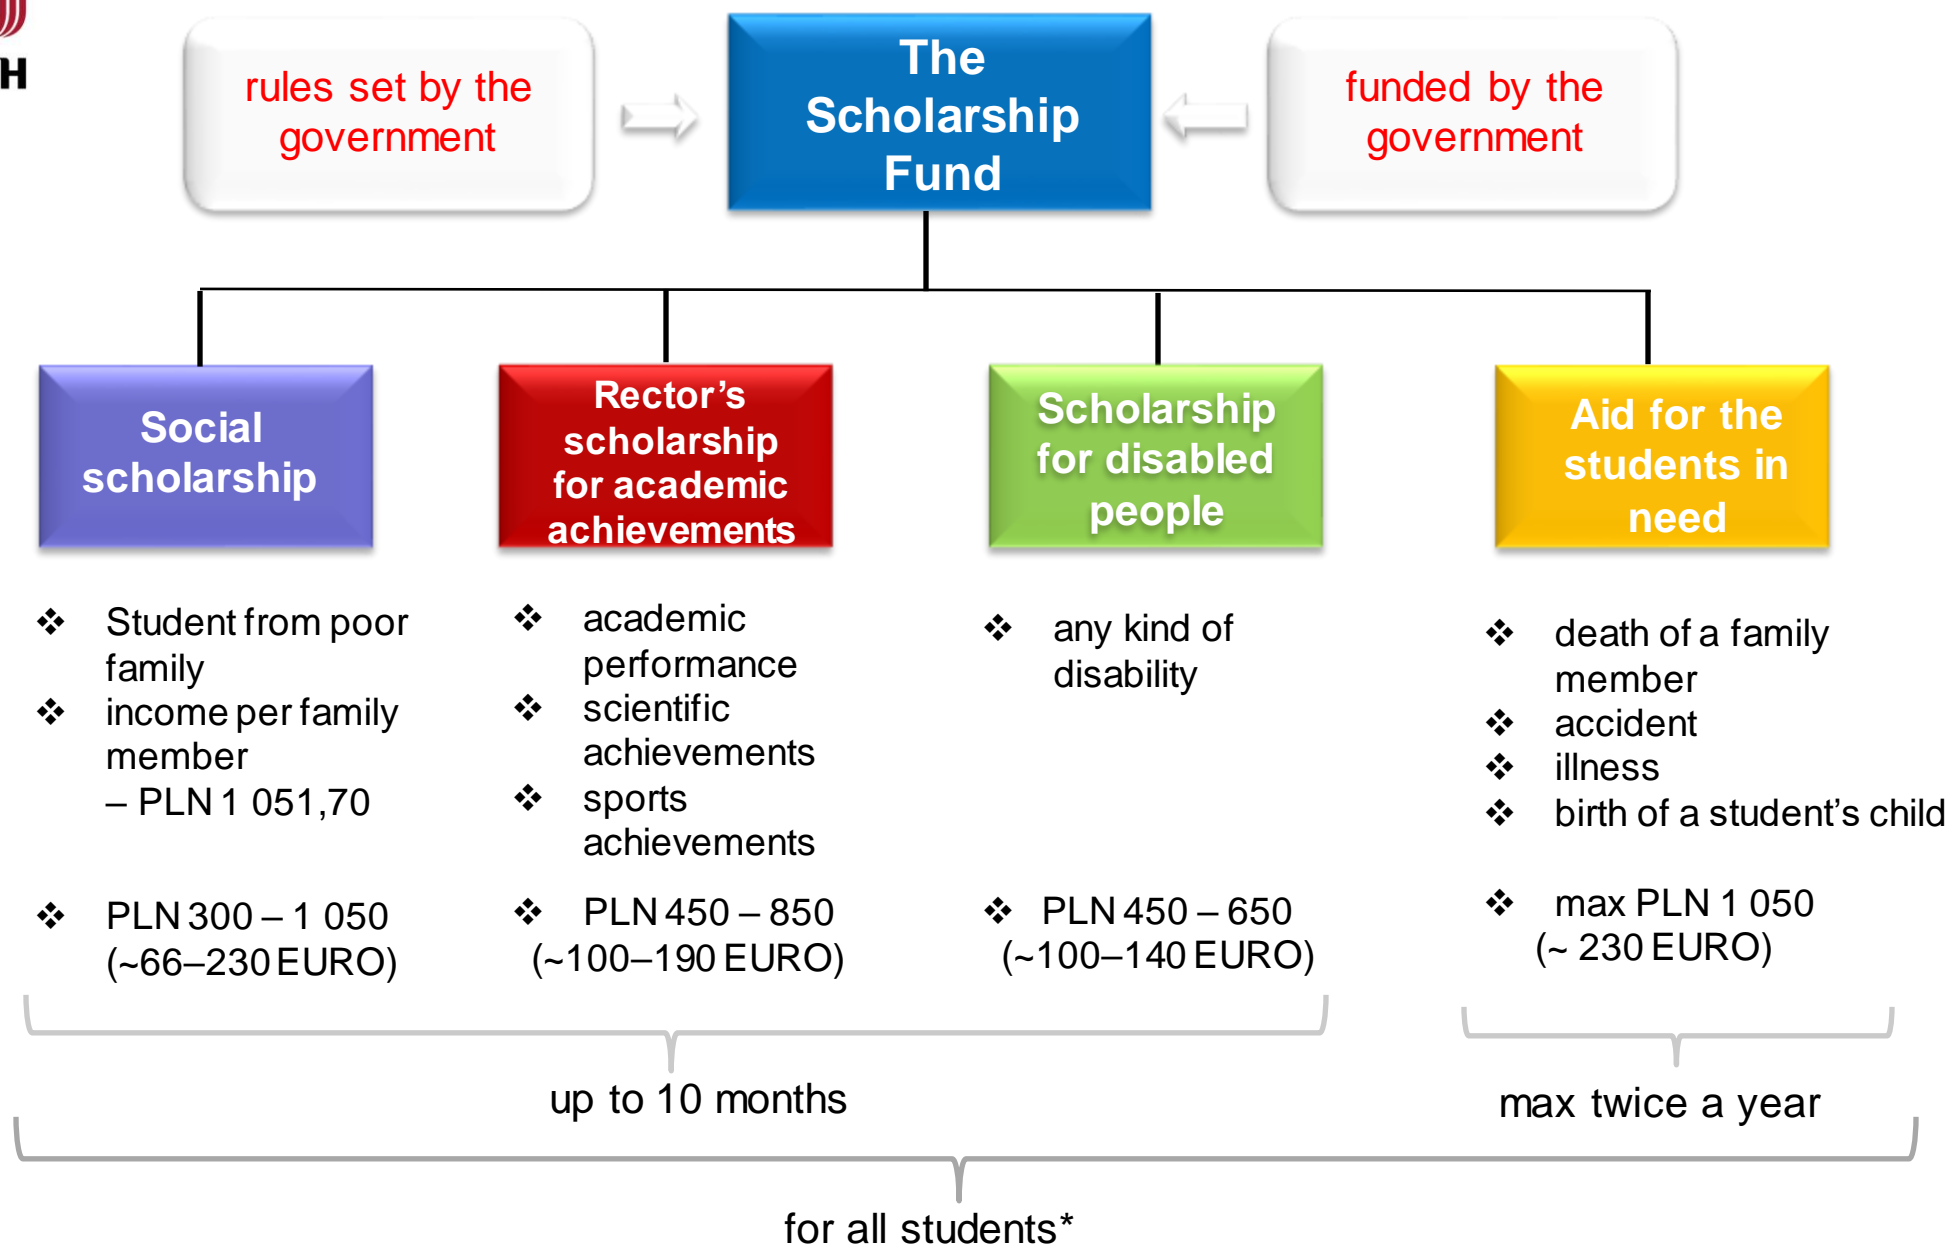 H
rules set by the
government
The
Scholarship
Fund
funded by the
government
Social
scholarship
Rector’s
scholarship
for academic
achievements
Scholarship
for disabled
people
Aid for the
students in
need
❖ Student from poor
family
❖ income per family
member
– PLN 1 051,70
❖ PLN 300 – 1 050
(~66–230 EURO)
❖ academic
performance
❖ scientific
achievements
❖ sports
achievements
❖ PLN 450 – 850
(~100–190 EURO)
❖ any kind of
disability
❖ PLN 450 – 650
(~100–140 EURO)
❖ death of a family
member
❖ accident
❖ illness
❖ birth of a student’s child
❖ max PLN 1 050
(~ 230 EURO)
up to 10 months
max twice a year
for all students*